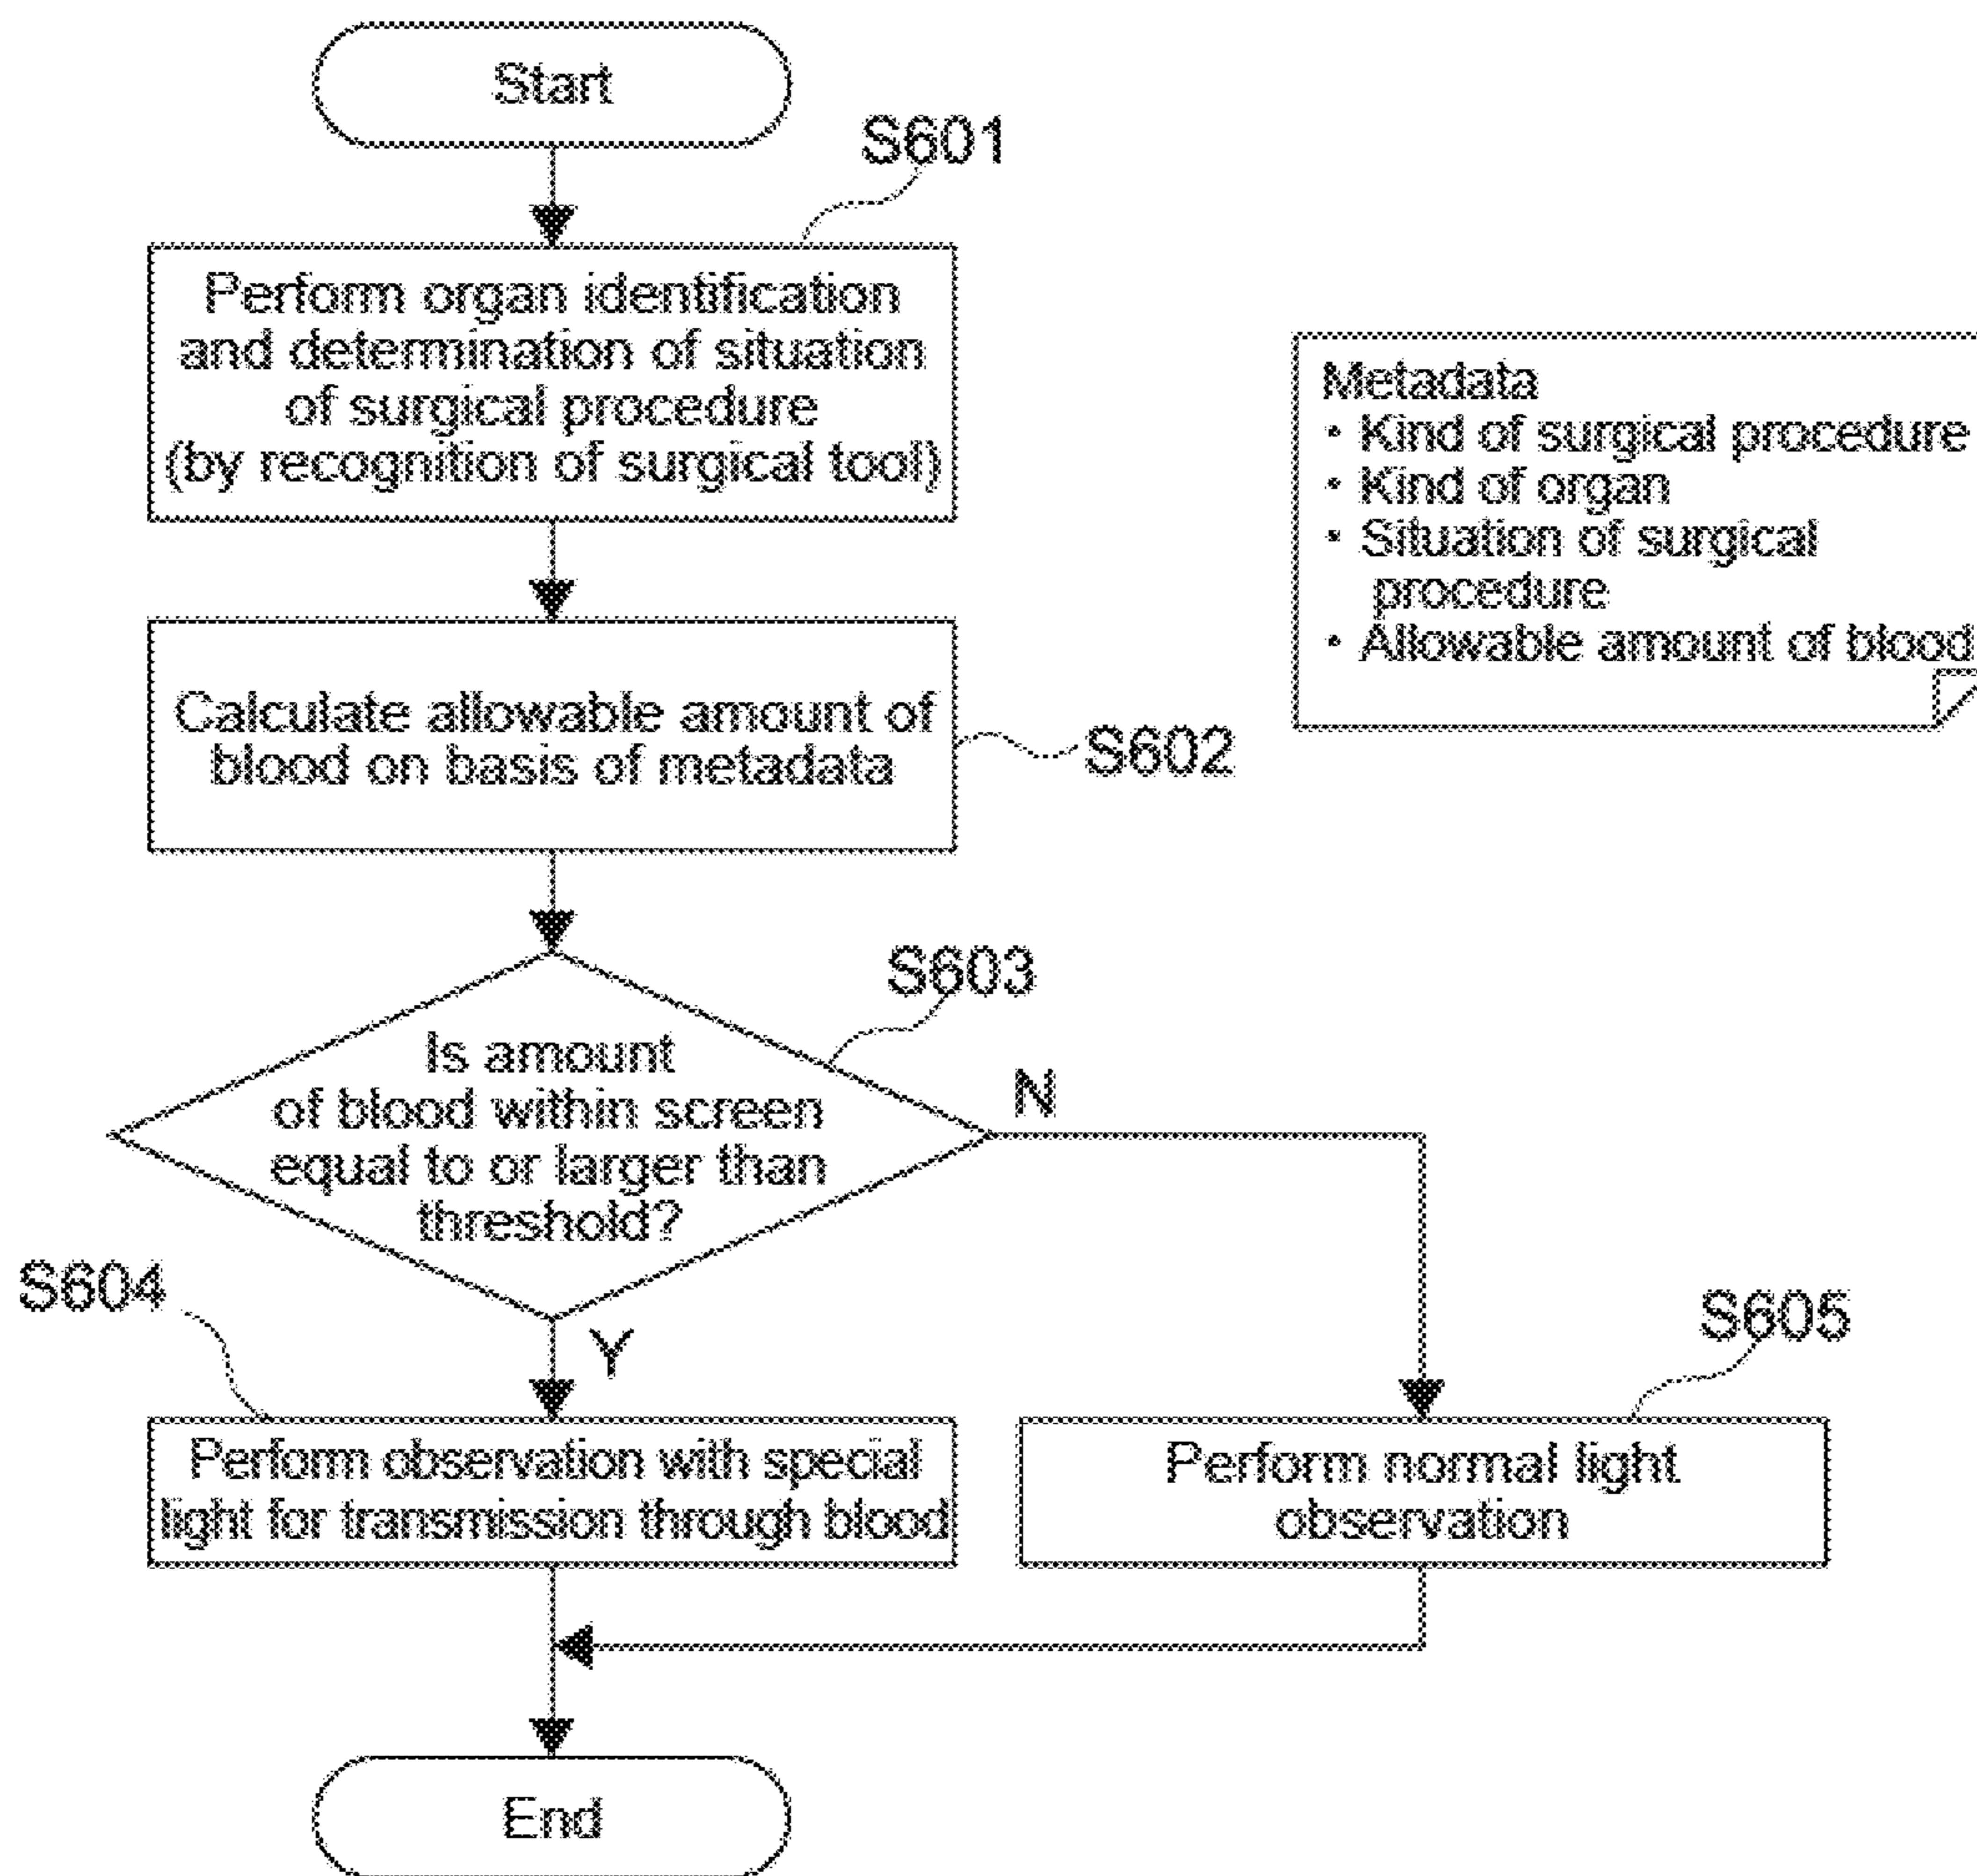 Start
S601
Perform organ identification
and determination of situation
of surgical procedure
(by recognition of surgical tool)
Metadata
・Kind of surgical procedure
・Kind of organ
・Situation of surgical
procedure
・Allowable amount of blood
Calculate allowable amount of
blood on basis of metadata
S602
S603
Is amount
of blood within screen
equal to or larger than
threshold?
N
S604
Y
S605
Perform observation with special
light for transmission through blood
Perform normal light
observation
End